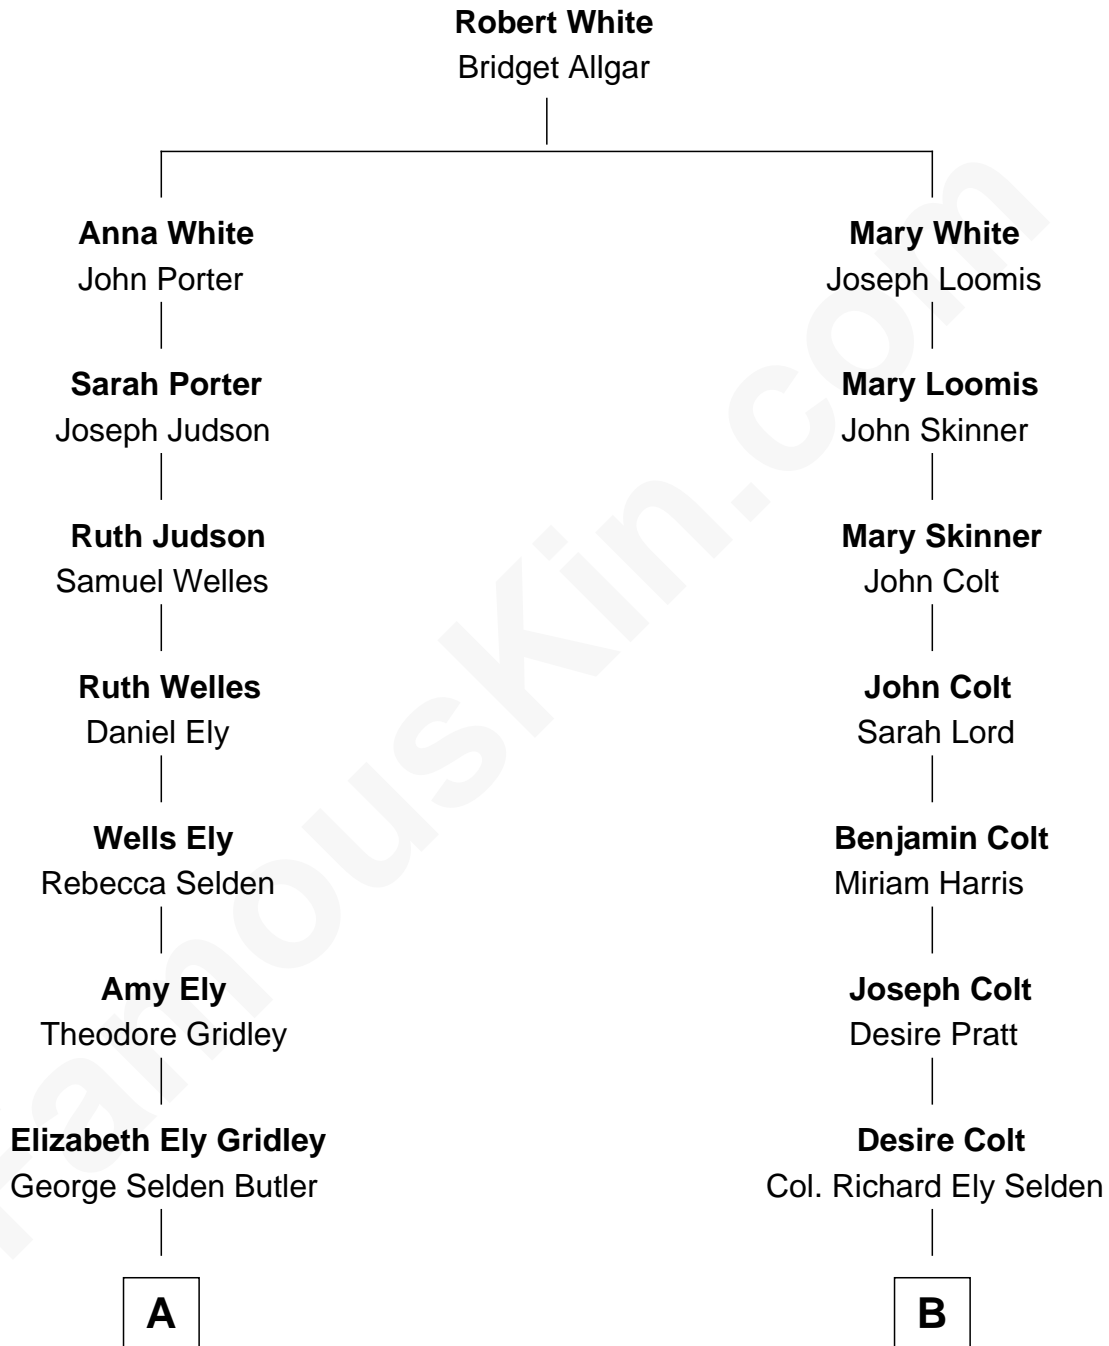 Robert White
Bridget Allgar
Anna White
John Porter
Mary White
Joseph Loomis
Sarah Porter
Joseph Judson
Mary Loomis
John Skinner
Ruth Judson
Samuel Welles
Mary Skinner
John Colt
Ruth Welles
Daniel Ely
John Colt
Sarah Lord
Wells Ely
Rebecca Selden
Benjamin Colt
Miriam Harris
Amy Ely
Theodore Gridley
Joseph Colt
Desire Pratt
Elizabeth Ely Gridley
George Selden Butler
Desire Colt
Col. Richard Ely Selden
A
B
FamousKin.com